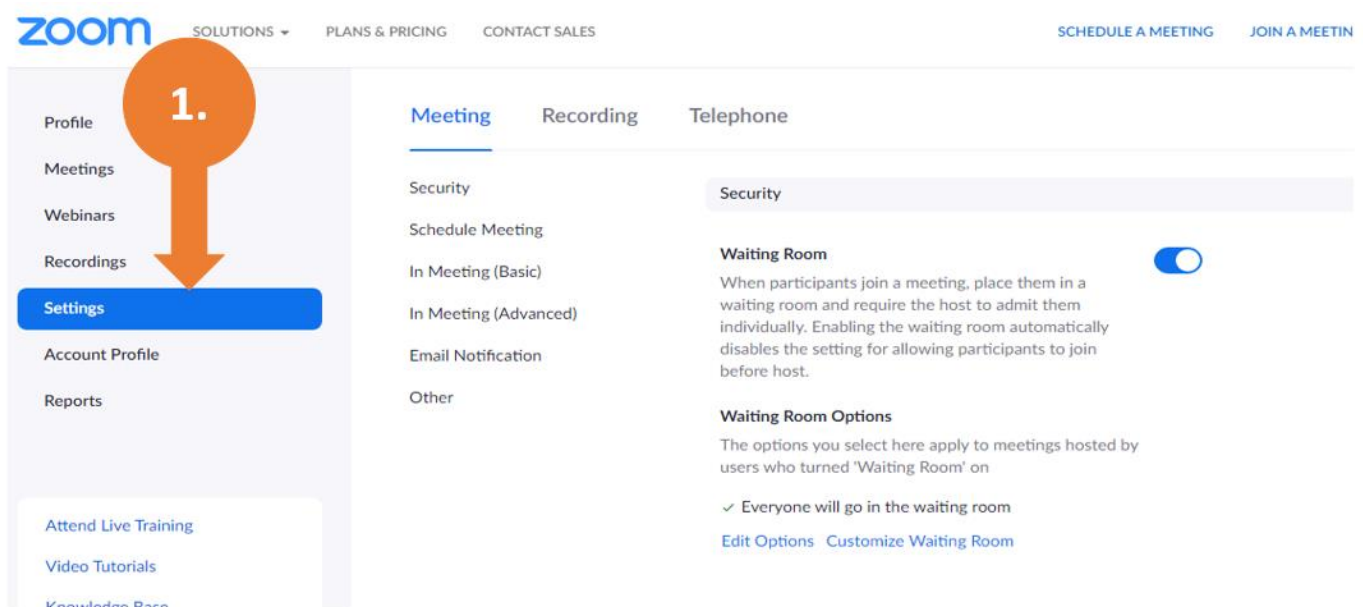 zoom SOLUTIONS PLANS & PRICING CONTACT SALES SCHEDULE A MEETING JOIN A MEETIN
1.
Profile
Meetings
Webinars
Recordings
Settings
Account Profile
Reports
Attend Live Training
Video Tutorials
Knowledge Base
Meeting Recording Telephone
Security
Schedule Meeting
In Meeting (Basic)
In Meeting (Advanced)
Email Notification
Other
Security
Waiting Room
When participants join a meeting, place them in a
waiting room and require the host to admit them
individually. Enabling the waiting room automatically
disables the setting for allowing participants to join
before host.
Waiting Room Options
The options you select here apply to meetings hosted by
users who turned 'Waiting Room' on
Everyone will go in the waiting room
Edit Options Customize Waiting Room